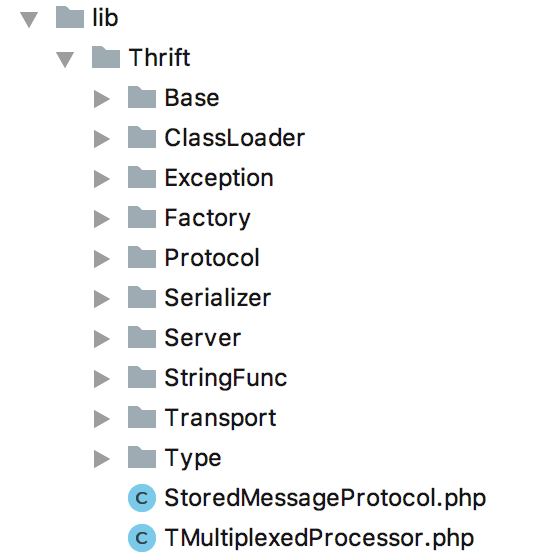 lib
Thrift
Base
ClassLoader
Exception
Factory
Protocol
Serializer
Server
StringFunc
Transport
Type
C StoredMessageProtocol.php
C TMultiplexedProcessor.php